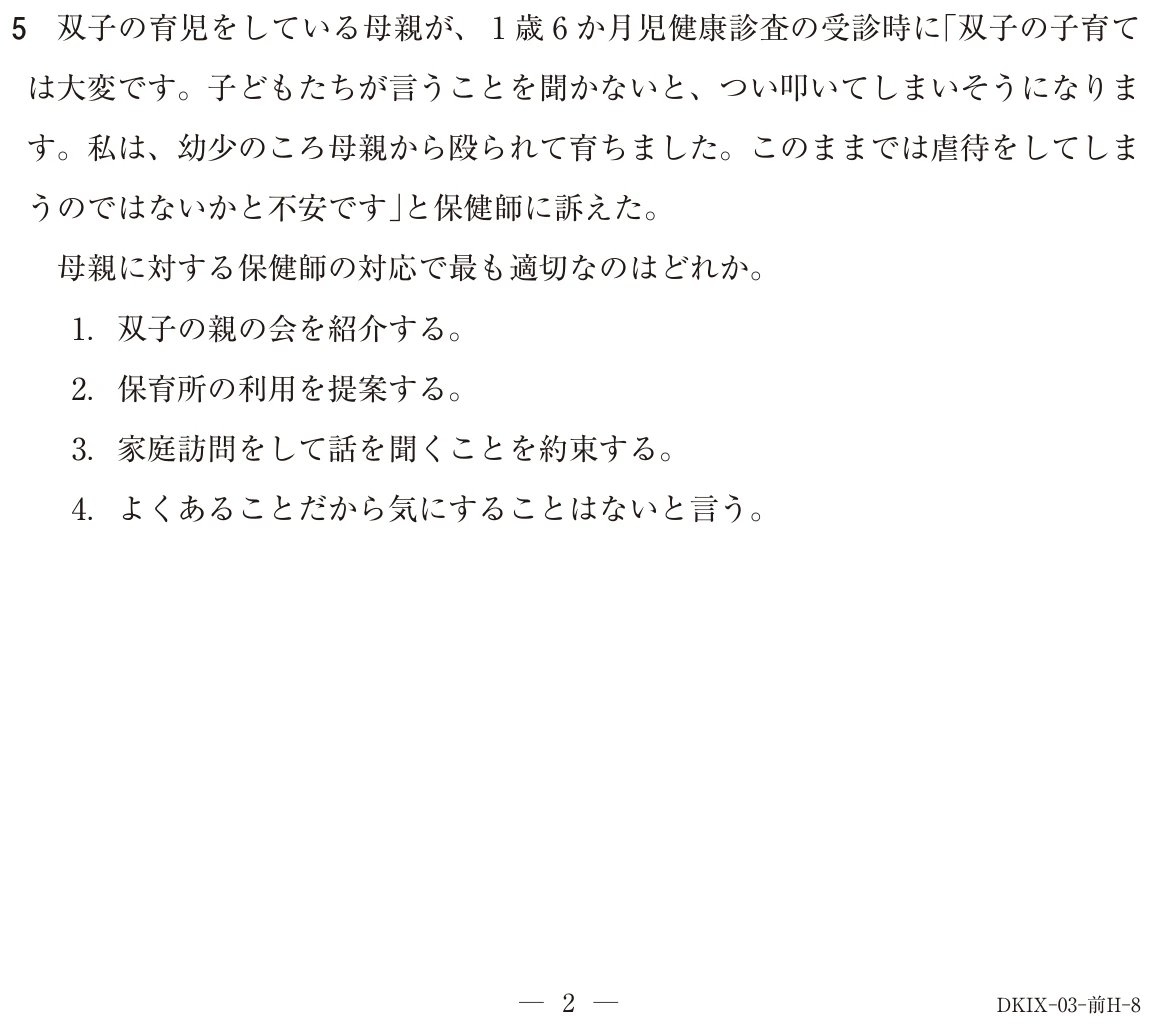 5 双子の育児をしている母親が、1歳6か月児健康診査の受診時に「双子の子育て
は大変です。子どもたちが言うことを聞かないと、つい叩いてしまいそうになりま
す。私は、幼少のころ母親から殴られて育ちました。このままでは虐待をしてしま
うのではないかと不安です」と保健師に訴えた。
母親に対する保健師の対応で最も適切なのはどれか。
1. 双子の親の会を紹介する。
2. 保育所の利用を提案する。
3. 家庭訪問をして話を聞くことを約束する。
4. よくあることだから気にすることはないと言う。
― 2 ―
DKIX-03-前H-8